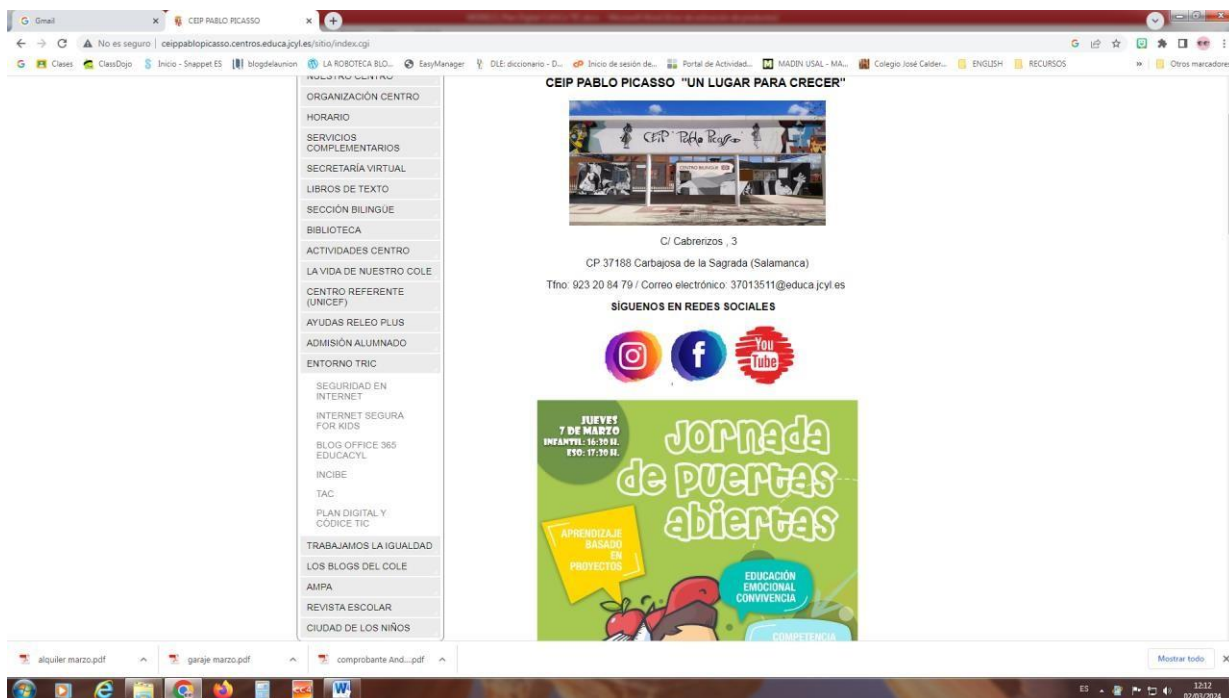 Gmail
CEIP PABLO PICASSO
No es seguro | ceippablopicasso.centros.educa.jcyl.es/sitio/index.cgi
Clases
ClassDojo
Inicio - Snappet ES
blogdelaunion
LA ROBOTECA BLO...
EasyManager
DLE: diccionario - D...
Inicio de sesión de...
Portal de Actividad...
MADIN USAL - MA...
Colegio José Calder...
ENGLISH
RECURSOS
Otros marcadores
NUESTRO CENTRO
ORGANIZACIÓN CENTRO
HORARIO
SERVICIOS
COMPLEMENTARIOS
SECRETARÍA VIRTUAL
LIBROS DE TEXTO
SECCIÓN BILINGÜE
BIBLIOTECA
ACTIVIDADES CENTRO
LA VIDA DE NUESTRO COLE
CENTRO REFERENTE
(UNICEF)
AYUDAS RELEO PLUS
ADMISIÓN ALUMNADO
ENTORNO TRIC
SEGURIDAD EN
INTERNET
INTERNET SEGURA
FOR KIDS
BLOG OFFICE 365
EDUCACYL
INCIBE
TAC
PLAN DIGITAL Y
CÓDICE TIC
TRABAJAMOS LA IGUALDAD
LOS BLOGS DEL COLE
AMPA
REVISTA ESCOLAR
CIUDAD DE LOS NIÑOS
CEIP PABLO PICASSO "UN LUGAR PARA CRECER"
CEIP Pablo Picasso
CENTRO BILINGÜE
C/ Cabrerizos , 3
CP 37188 Carbajosa de la Sagrada (Salamanca)
Tfno: 923 20 84 79 / Correo electrónico: 37013511@educa.jcyl.es
SÍGUENOS EN REDES SOCIALES
You
Tube
JUEVES
7 DE MARZO
INFANTIL: 16:30 H.
ESO: 17:30 H.
Jornada
de puertas
abiertas
APRENDIZAJE
BASADO
EN
PROYECTOS
EDUCACIÓN
EMOCIONAL
CONVIVENCIA
COMPETENCIA
alquiler marzo.pdf
garaje marzo.pdf
comprobante And....pdf
Mostrar todo
ES
12:12
02/03/2024